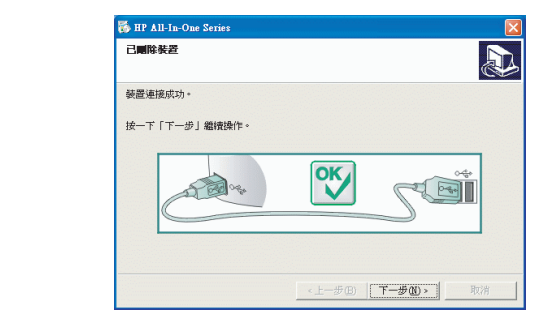 HP All-In-One Series
已刪除裝置
裝置連接成功。
按一下「下一步」繼續操作。
OK
<上一步(B)
下一步(N) >
取消